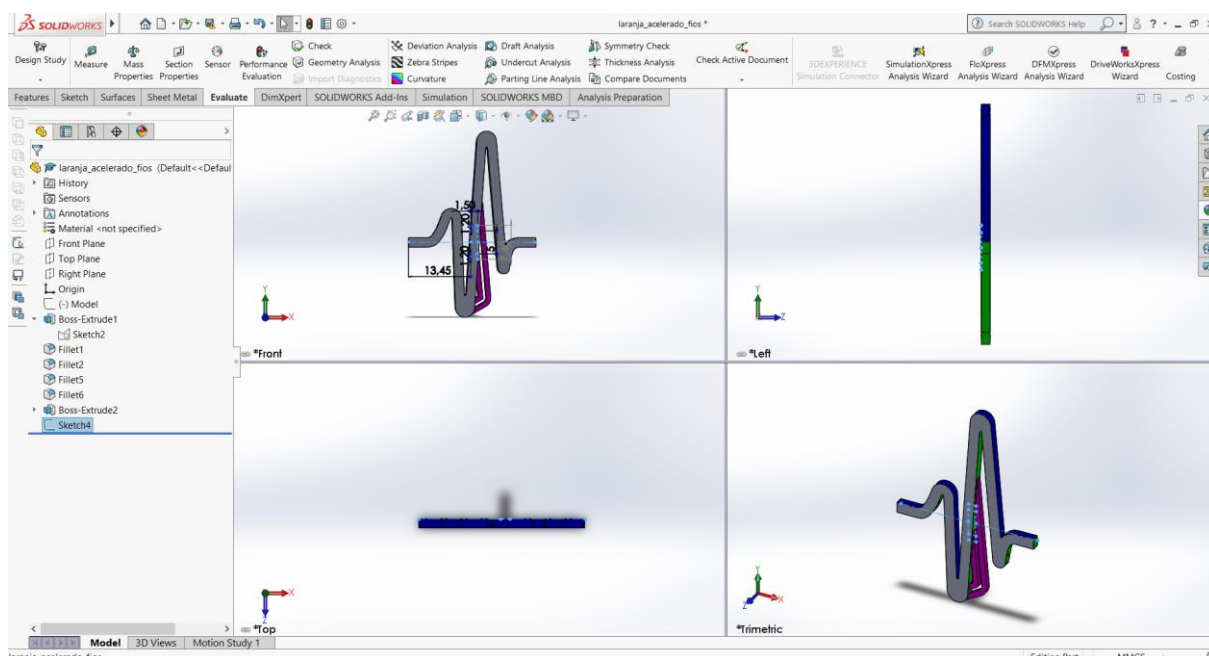 SOLIDWORKS
laranja_acelerado_fios *
Search SOLIDWORKS Help
Design Study
Measure
Mass Properties
Section Properties
Sensor
Performance Evaluation
Check
Geometry Analysis
Import Diagnostics
Deviation Analysis
Zebra Stripes
Curvature
Draft Analysis
Undercut Analysis
Parting Line Analysis
Symmetry Check
Thickness Analysis
Compare Documents
Check Active Document
3DEXPERIENCE Simulation Connector
SimulationXpress Analysis Wizard
FloXpress Analysis Wizard
DFMXpress Analysis Wizard
DriveWorksXpress Wizard
Costing
Features Sketch Surfaces Sheet Metal Evaluate DimXpert SOLIDWORKS Add-Ins Simulation SOLIDWORKS MBD Analysis Preparation
laranja_acelerado_fios (Default<<Defaul
History
Sensors
Annotations
Material <not specified>
Front Plane
Top Plane
Right Plane
Origin
(-) Model
Boss-Extrude1
Sketch2
Fillet1
Fillet2
Fillet5
Fillet6
Boss-Extrude2
Sketch4
1,50
1,20
1,20
13,45
Y
X
*Front
Y
Z
*Left
X
Z
*Top
Y
X
Z
*Trimetric
Model 3D Views Motion Study 1
laranja_acelerado_fios
Editing Part
MMGS